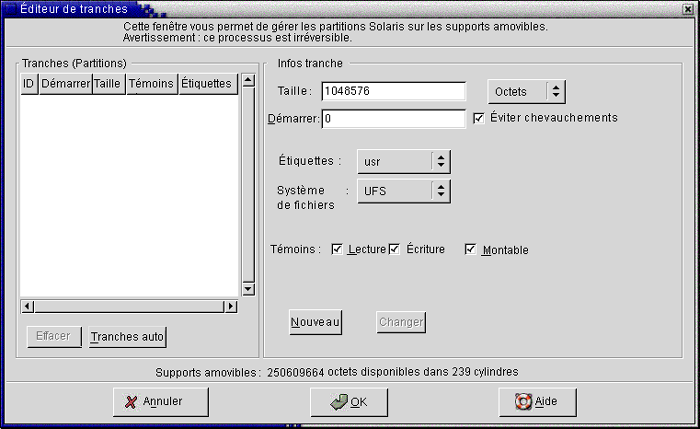 Éditeur de tranches
Cette fenêtre vous permet de gérer les partitions Solaris sur les supports amovibles.
Avertissement : ce processus est irréversible.
Tranches (Partitions)
ID Démarrer Taille Témoins Étiquettes
Effacer Tranches auto
Infos tranche
Taille : 1048576 Octets
Démarrer: 0 Éviter chevauchements
Étiquettes : usr
Système : UFS
de fichiers
Témoins : Lecture Écriture Montable
Nouveau Changer
Supports amovibles : 250609664 octets disponibles dans 239 cylindres
Annuler OK Aide